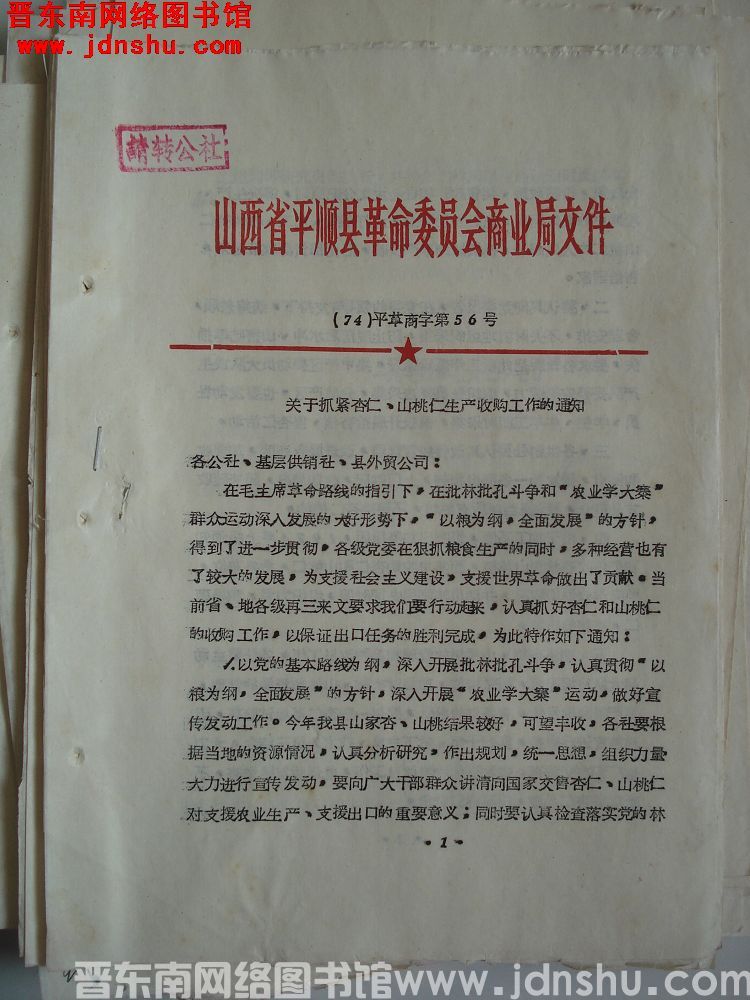 晋东南网络图书馆
www.jdnshu.com
請转公社
山西省平顺县革命委员会商业局文件
(74)平革商字第56号
关于抓紧杏仁、山桃仁生产收购工作的通知
各公社、基层供销社、县外贸公司：
在毛主席革命路线的指引下，在批林批孔斗争和“农业学大寨”
群众运动深入发展的大好形势下，“以粮为纲，全面发展”的方针，
得到了进一步贯彻，各级党委在狠抓粮食生产的同时，多种经营也有
了较大的发展，为支援社会主义建设，支援世界革命做出了贡献。当
前省、地各级再三来文要求我们要行动起来，认真抓好杏仁和山桃仁
的收购工作，以保证出口任务的胜利完成，为此特作如下通知：
1.以党的基本路线为纲，深入开展批林批孔斗争，认真贯彻“以
粮为纲，全面发展”的方针，深入开展“农业学大寨”运动，做好宣
传发动工作。今年我县山家杏、山桃结果较好，可望丰收，各社要根
据当地的资源情况，认真分析研究，作出规划，统一思想，组织力量
大力进行宣传发动，要向广大干部群众讲清向国家交售杏仁、山桃仁
对支援农业生产、支援出口的重要意义；同时要认真检查落实党的林
·1·
晋东南网络图书馆 www.jdnshu.com